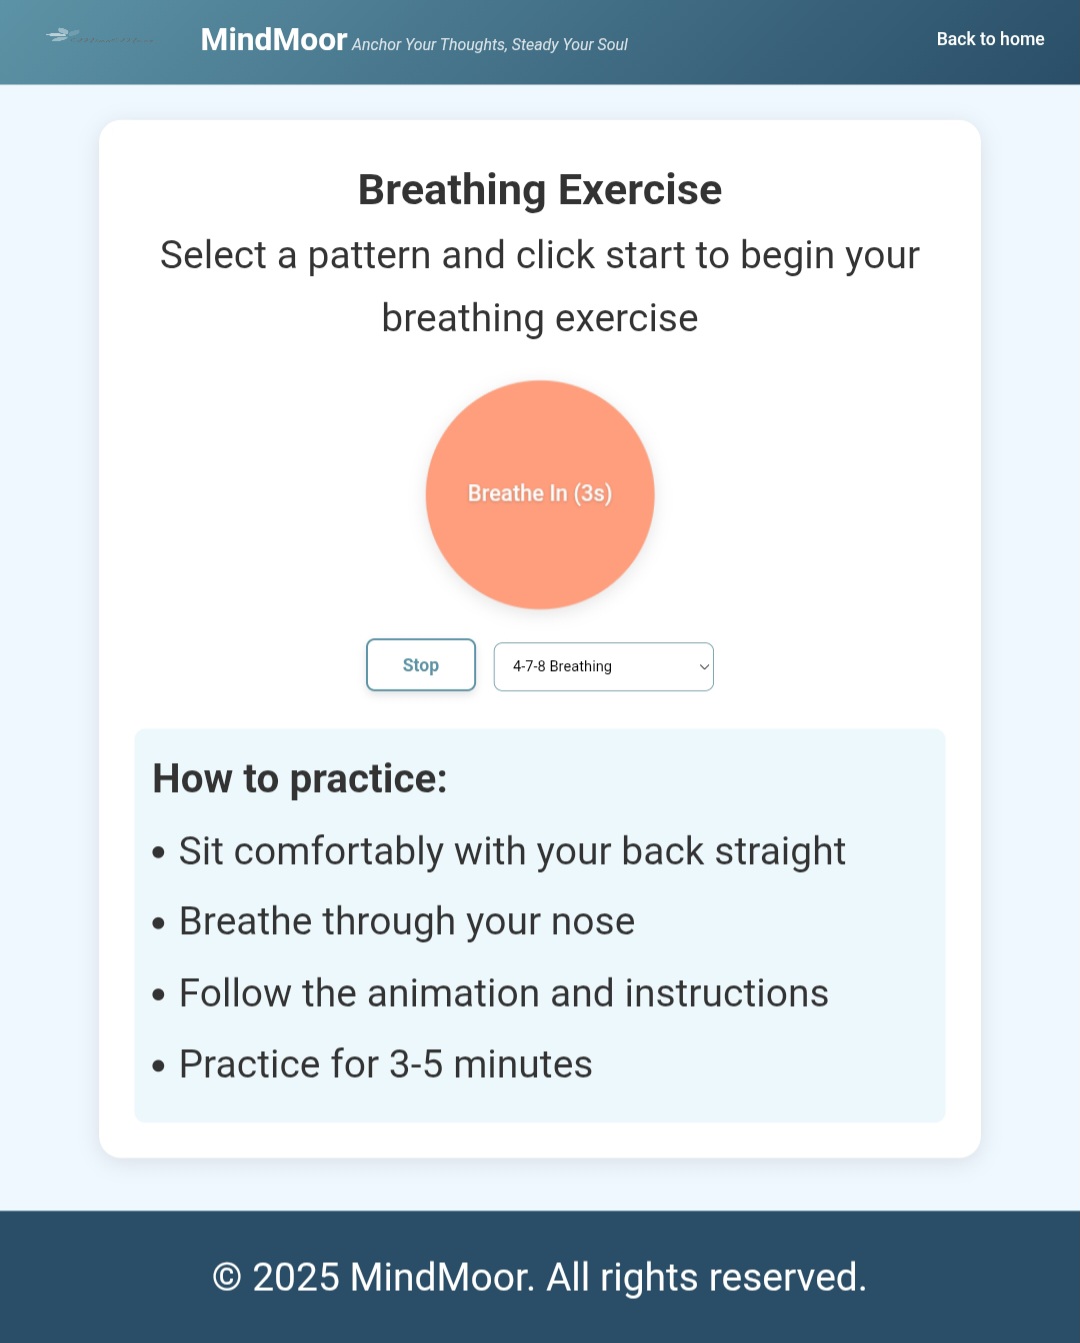 MindMoor Anchor Your Thoughts, Steady Your Soul
Back to home
Breathing Exercise
Select a pattern and click start to begin your
breathing exercise
Breathe In (3s)
Stop
4-7-8 Breathing
How to practice:
• Sit comfortably with your back straight
• Breathe through your nose
• Follow the animation and instructions
• Practice for 3-5 minutes
© 2025 MindMoor. All rights reserved.